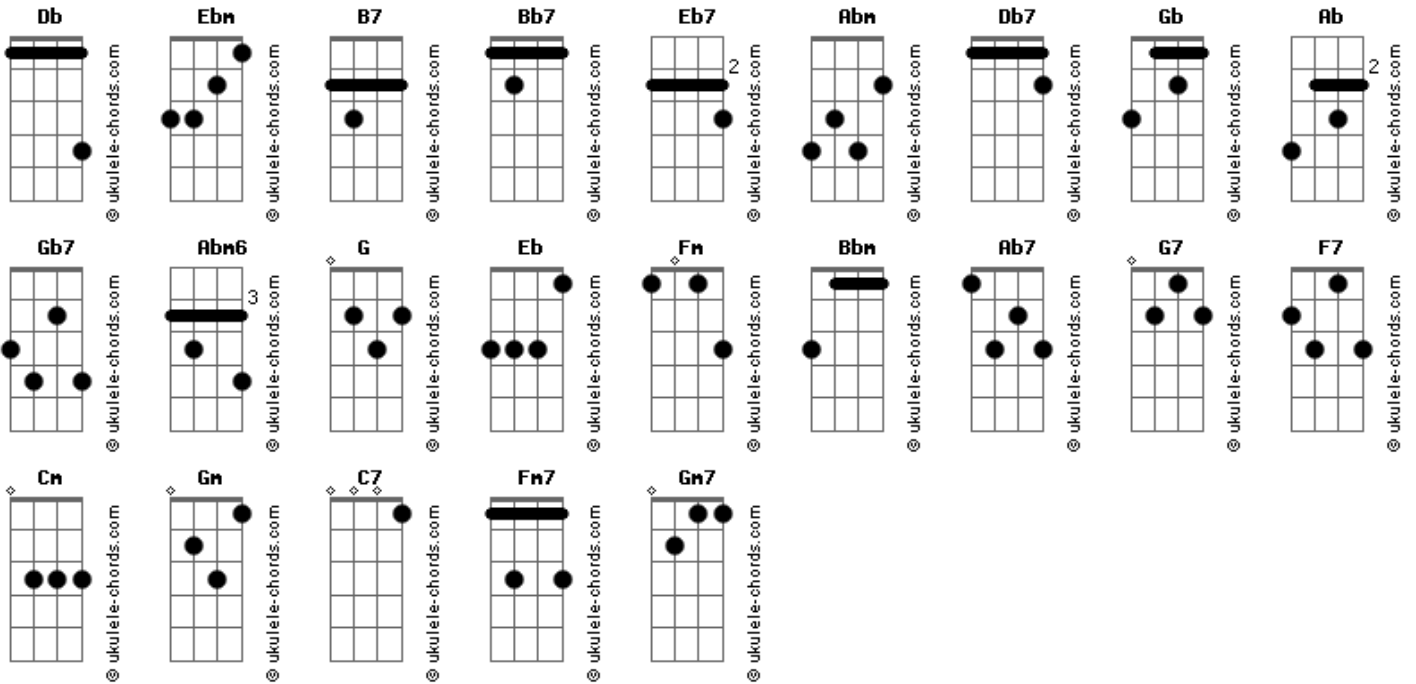 Db Ebm B7 Bb7 Eb7 Abm Db7 Gb Ab
2 2
© ukulele-chords.com © ukulele-chords.com © ukulele-chords.com © ukulele-chords.com © ukulele-chords.com © ukulele-chords.com © ukulele-chords.com © ukulele-chords.com © ukulele-chords.com
Gb7 Abm6 G Eb Fm Bbm Ab7 G7 F7
3
© ukulele-chords.com © ukulele-chords.com © ukulele-chords.com © ukulele-chords.com © ukulele-chords.com © ukulele-chords.com © ukulele-chords.com © ukulele-chords.com © ukulele-chords.com
Cm Gm C7 Fm7 Gm7
© ukulele-chords.com © ukulele-chords.com © ukulele-chords.com © ukulele-chords.com © ukulele-chords.com